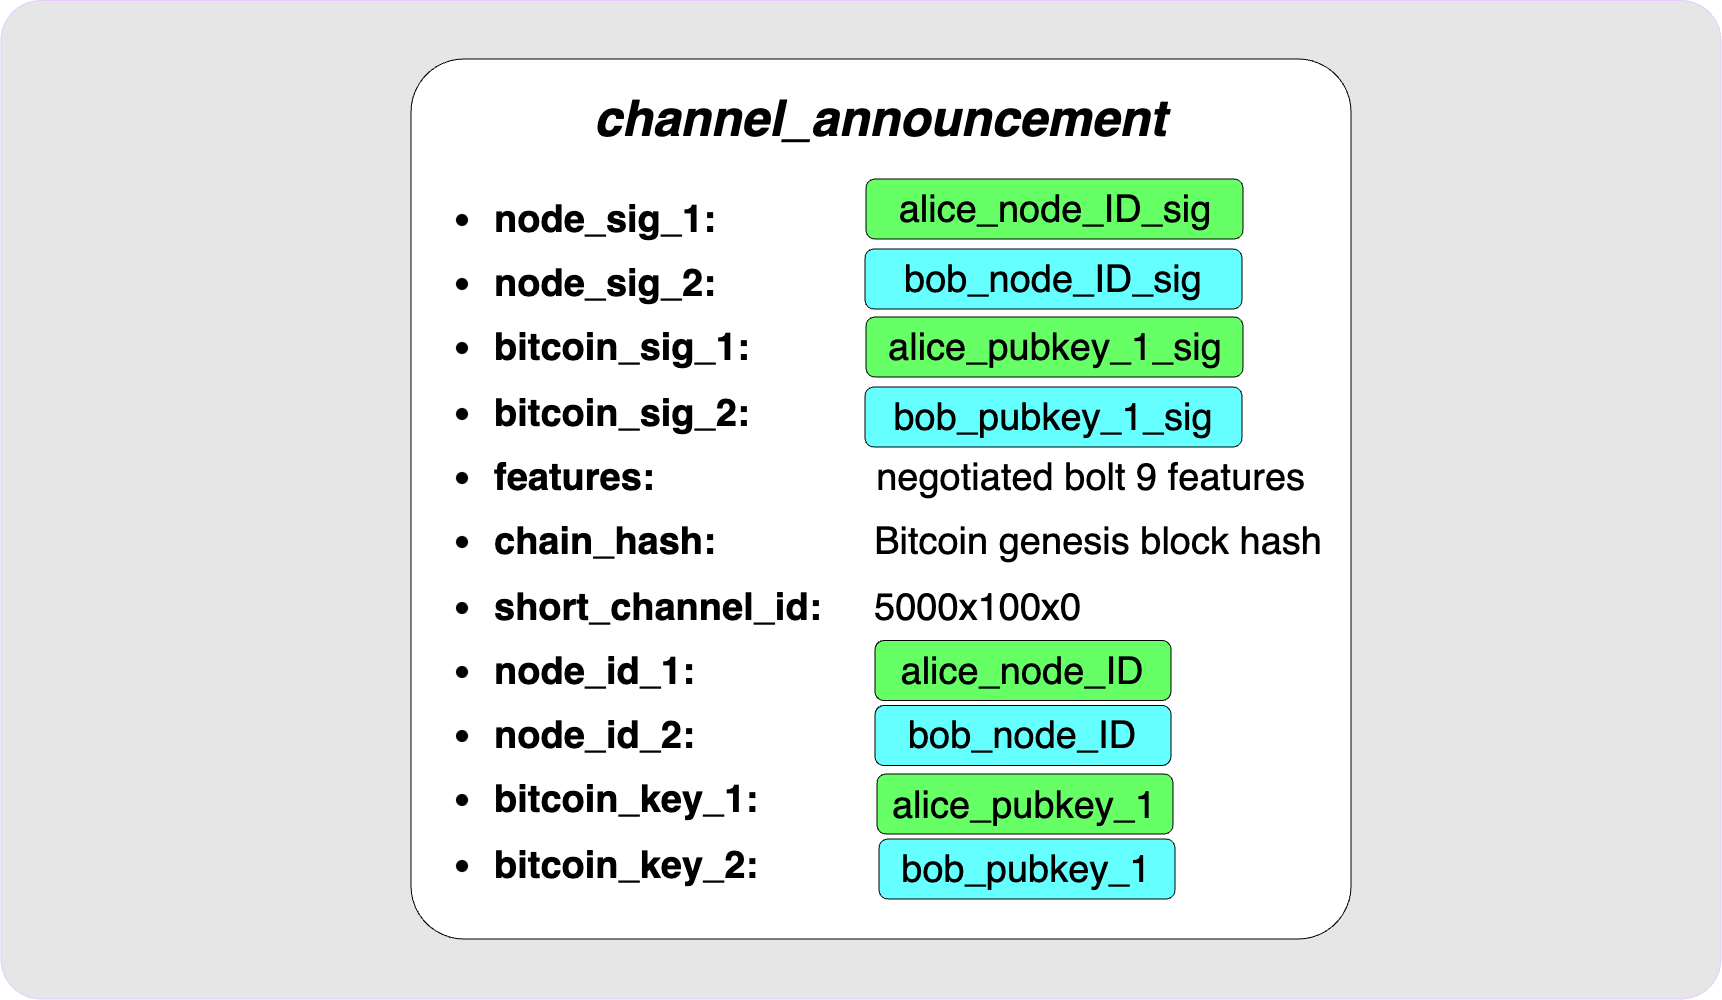 channel_announcement
• node_sig_1: alice_node_ID_sig
• node_sig_2: bob_node_ID_sig
• bitcoin_sig_1: alice_pubkey_1_sig
• bitcoin_sig_2: bob_pubkey_1_sig
• features: negotiated bolt 9 features
• chain_hash: Bitcoin genesis block hash
• short_channel_id: 5000x100x0
• node_id_1: alice_node_ID
• node_id_2: bob_node_ID
• bitcoin_key_1: alice_pubkey_1
• bitcoin_key_2: bob_pubkey_1